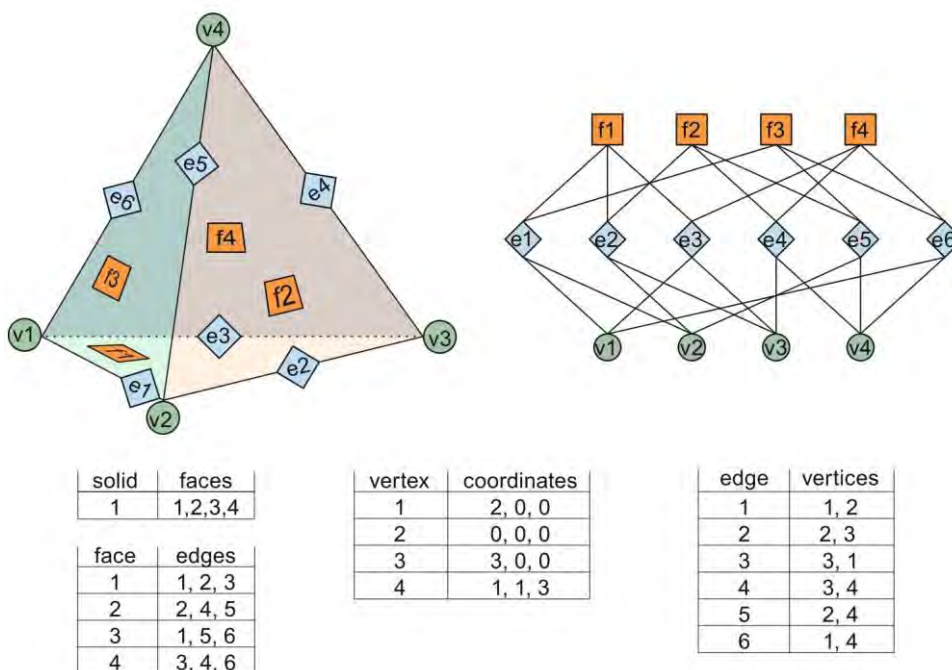 v4
e5
e4
e6
f4
f3
f2
v1
e3
v3
f1
e2
e1
v2
f1 f2 f3 f4
e1 e2 e3 e4 e5 e6
v1 v2 v3 v4
solid faces
1 1,2,3,4
face edges
1 1, 2, 3
2 2, 4, 5
3 1, 5, 6
4 3, 4, 6
vertex coordinates
1 2, 0, 0
2 0, 0, 0
3 3, 0, 0
4 1, 1, 3
edge vertices
1 1, 2
2 2, 3
3 3, 1
4 3, 4
5 2, 4
6 1, 4